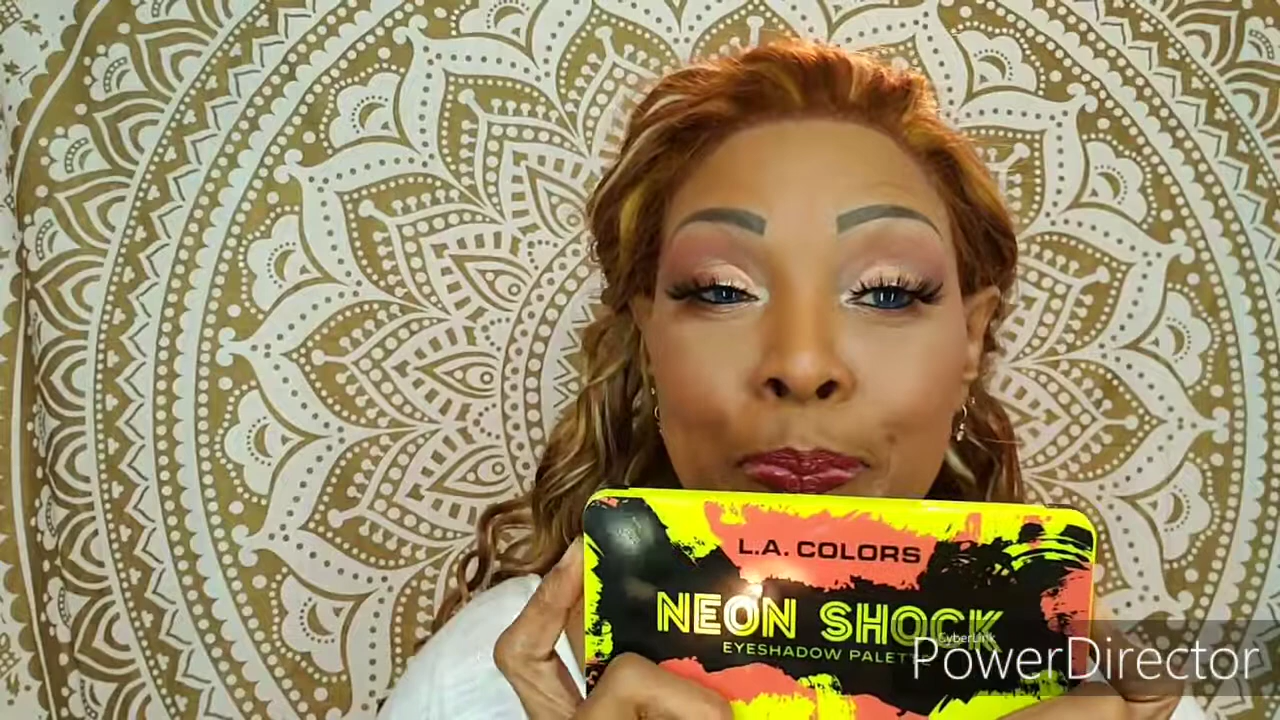 L.A. COLORS
NEON SHOCK
EYESHADOW PALETTE
CyberLink
PowerDirector